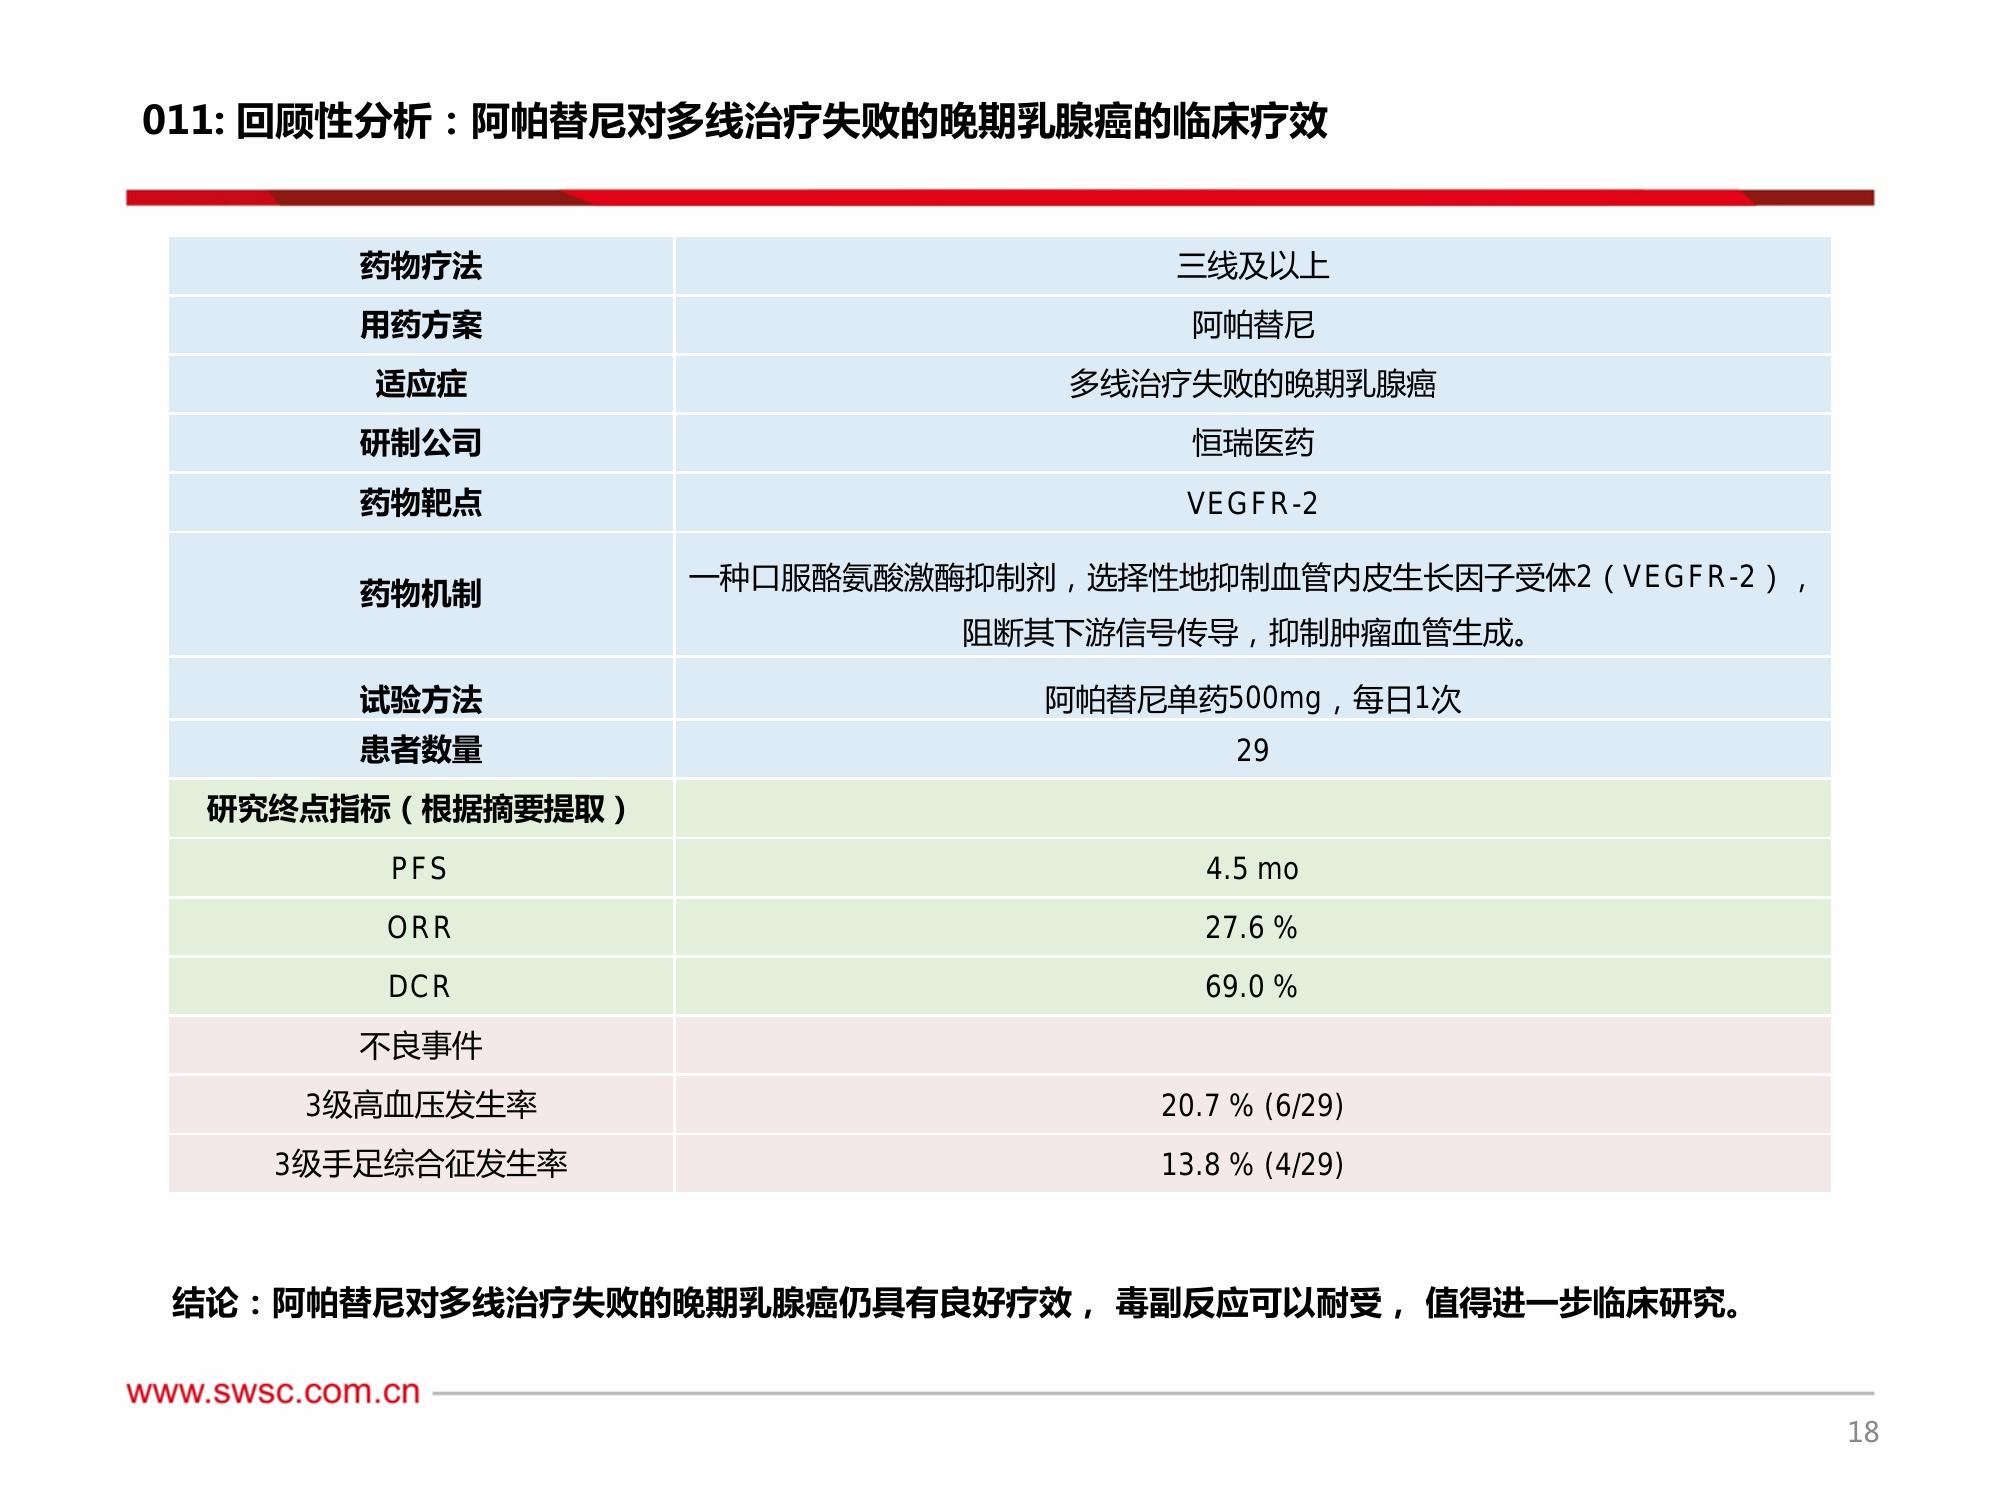 011: 回顾性分析：阿帕替尼对多线治疗失败的晚期乳腺癌的临床疗效
药物疗法 三线及以上
用药方案 阿帕替尼
适应症 多线治疗失败的晚期乳腺癌
研制公司 恒瑞医药
药物靶点 VEGFR-2
药物机制 一种口服酪氨酸激酶抑制剂，选择性地抑制血管内皮生长因子受体2（VEGFR-2），
阻断其下游信号传导，抑制肿瘤血管生成。
试验方法 阿帕替尼单药500mg，每日1次
患者数量 29
研究终点指标（根据摘要提取）
PFS 4.5 mo
ORR 27.6 %
DCR 69.0 %
不良事件
3级高血压发生率 20.7 % (6/29)
3级手足综合征发生率 13.8 % (4/29)
结论：阿帕替尼对多线治疗失败的晚期乳腺癌仍具有良好疗效， 毒副反应可以耐受， 值得进一步临床研究。
www.swsc.com.cn
18